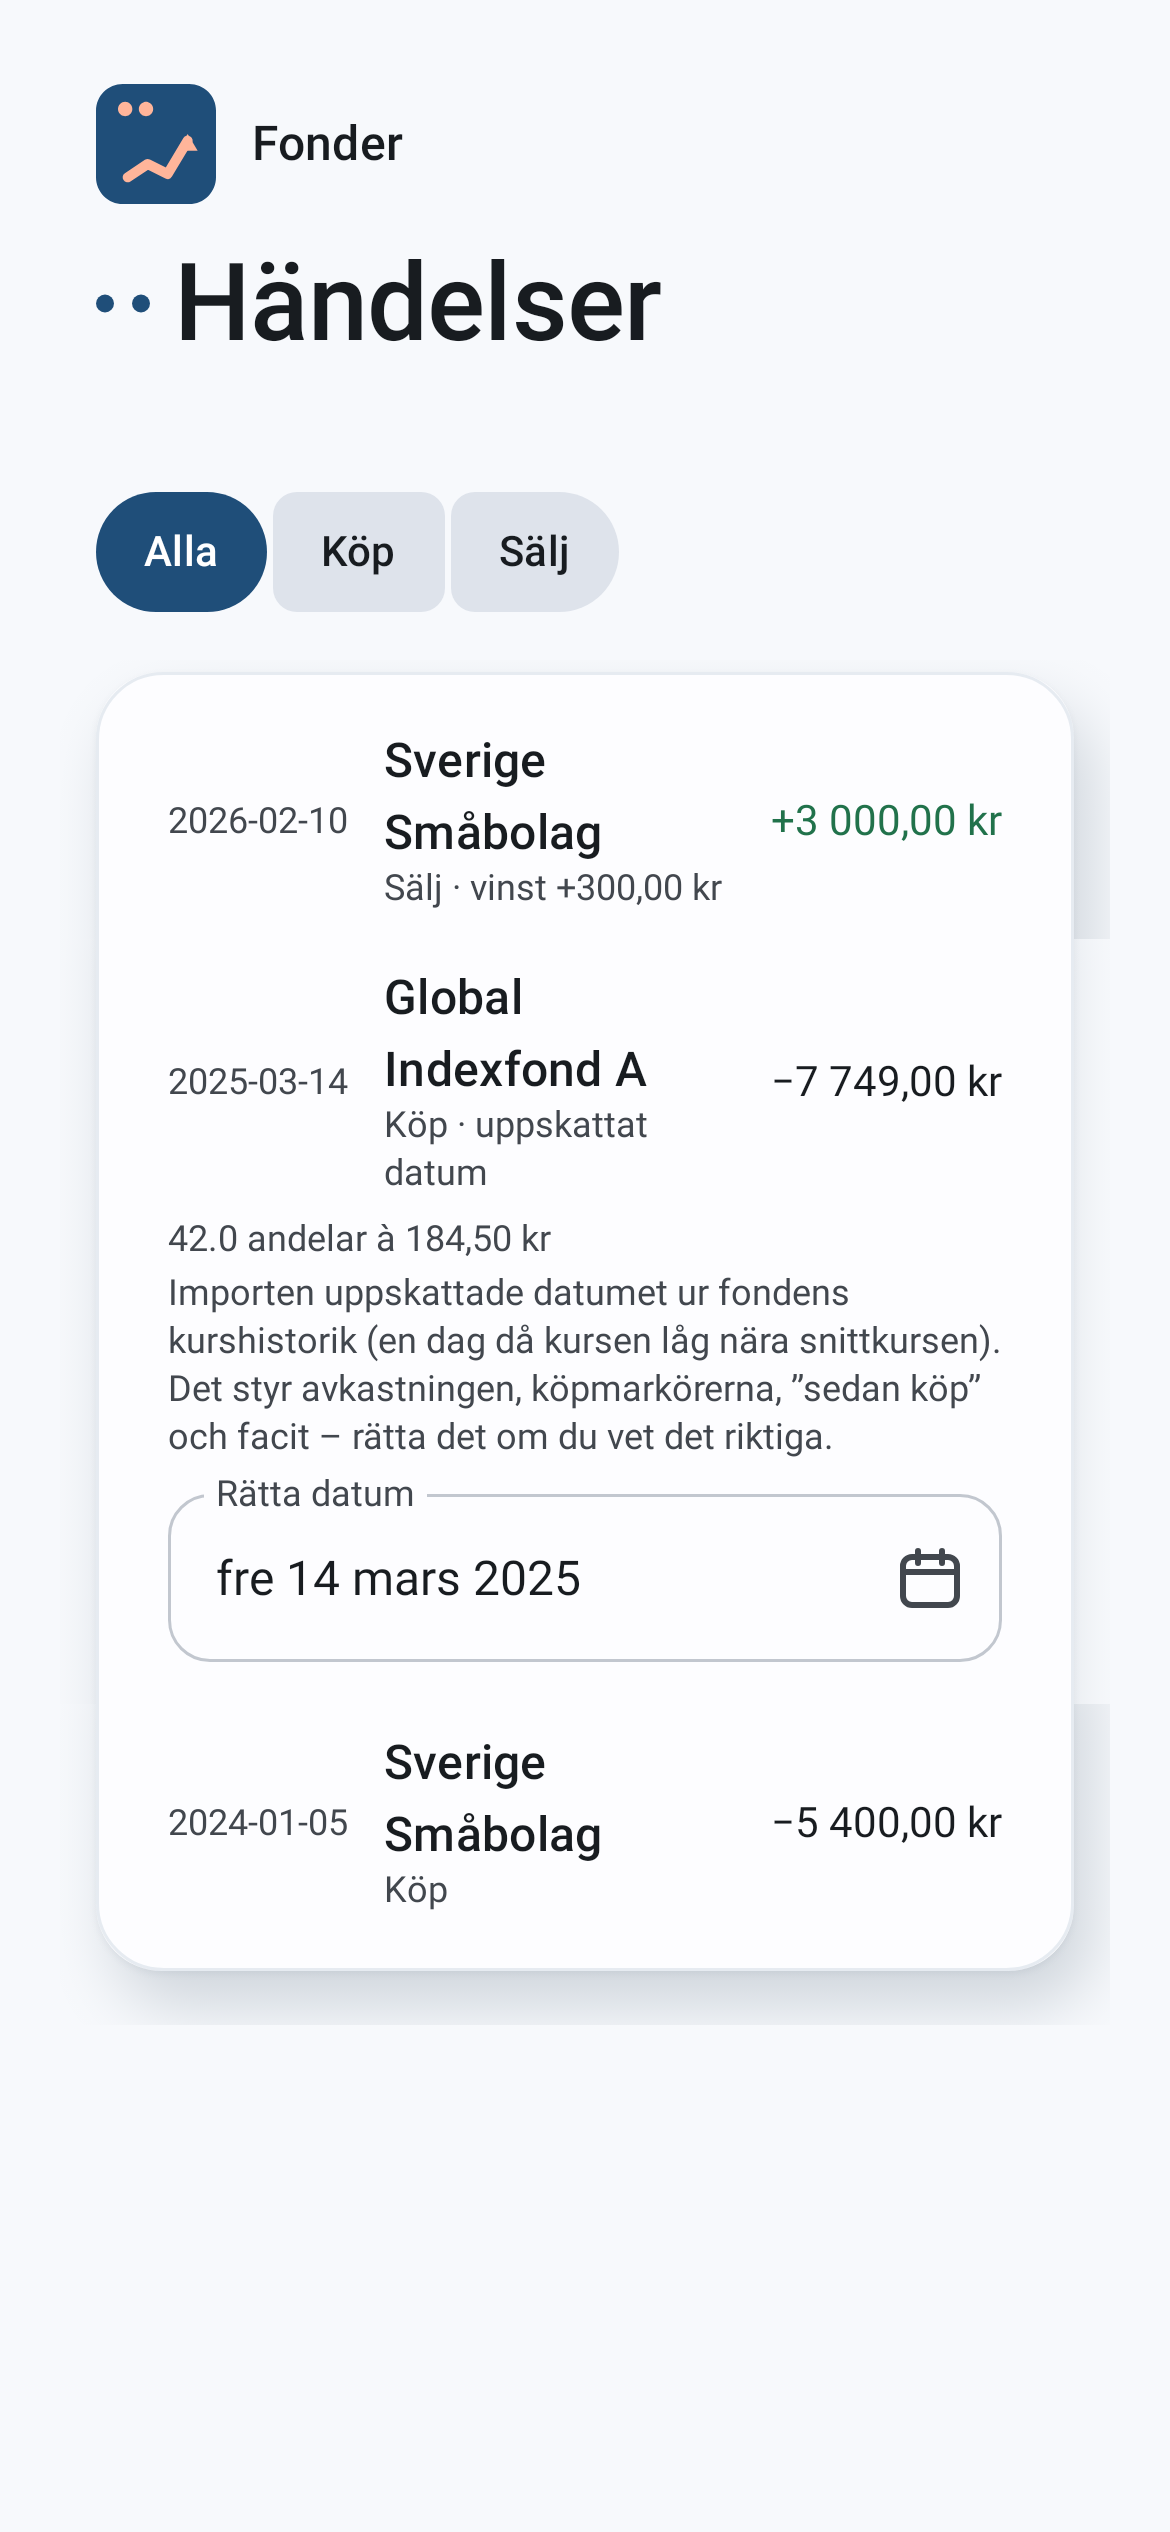 Fonder
Händelser
Alla
Köp
Sälj
Sverige
Småbolag
2026-02-10
+3 000,00 kr
Sälj · vinst +300,00 kr
Global
Indexfond A
2025-03-14
−7 749,00 kr
Köp · uppskattat
datum
42.0 andelar à 184,50 kr
Importen uppskattade datumet ur fondens
kurshistorik (en dag då kursen låg nära snittkursen).
Det styr avkastningen, köpmarkörerna, ”sedan köp”
och facit – rätta det om du vet det riktiga.
Rätta datum
fre 14 mars 2025
Sverige
Småbolag
2024-01-05
−5 400,00 kr
Köp